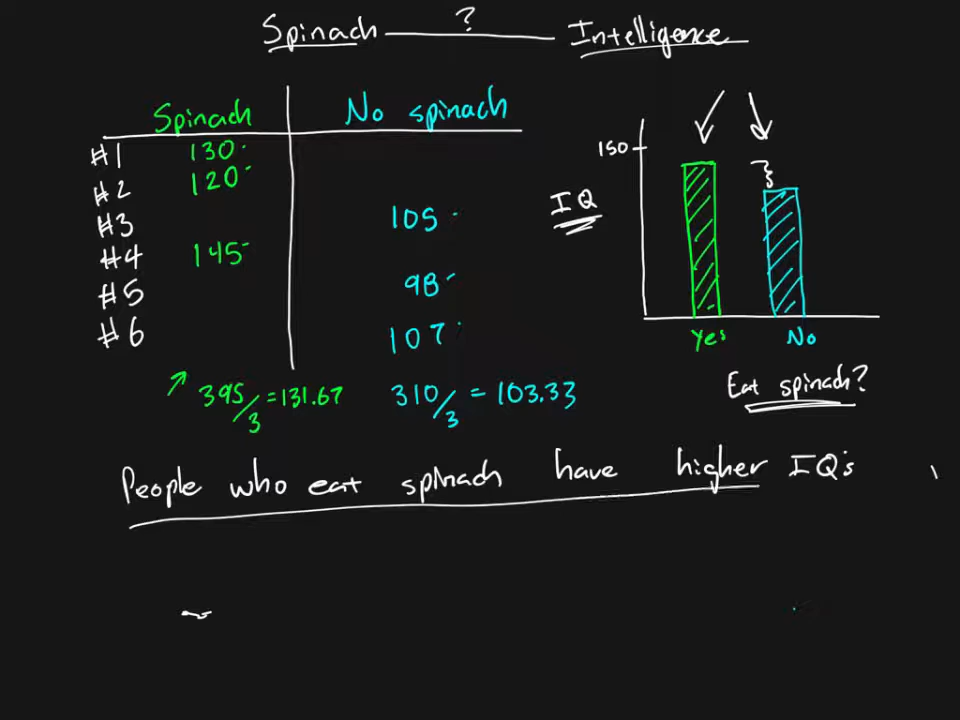 Spinach ? Intelligence
Spinach No spinach
#1 130
#2 120
#3 105
#4 145
#5 98
#6 107
395/3 = 131.67 310/3 = 103.33
150
IQ
Yes No
Eat spinach?
People who eat spinach have higher IQ's